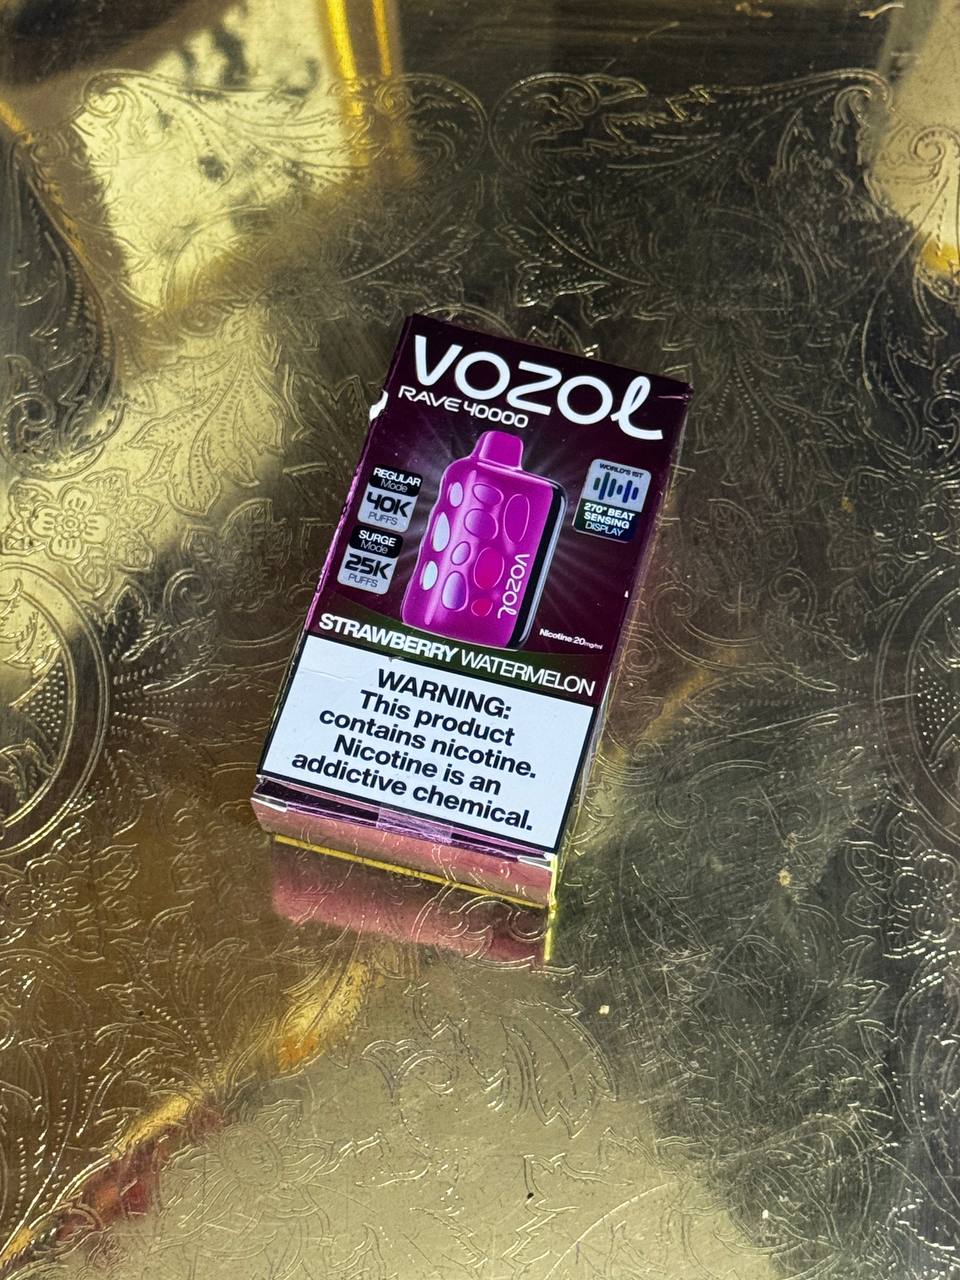 VOZOL
RAVE 40000
REGULAR
Mode
40K
PUFFS
SURGE
Mode
25K
PUFFS
WORLD'S 1ST
270° BEAT
SENSING
DISPLAY
VOZOL
Nicotine 20mg/ml
STRAWBERRY WATERMELON
WARNING:
This product
contains nicotine.
Nicotine is an
addictive chemical.